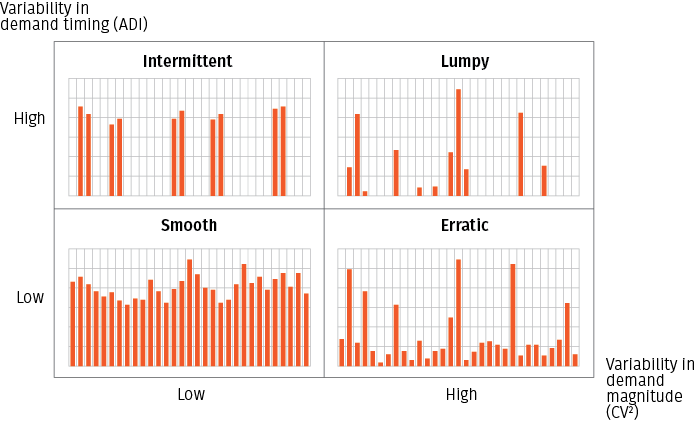 Variability in
demand timing (ADI)
Intermittent
Lumpy
High
Smooth
Erratic
Low
Variability in
demand
magnitude
(CV²)
Low
High